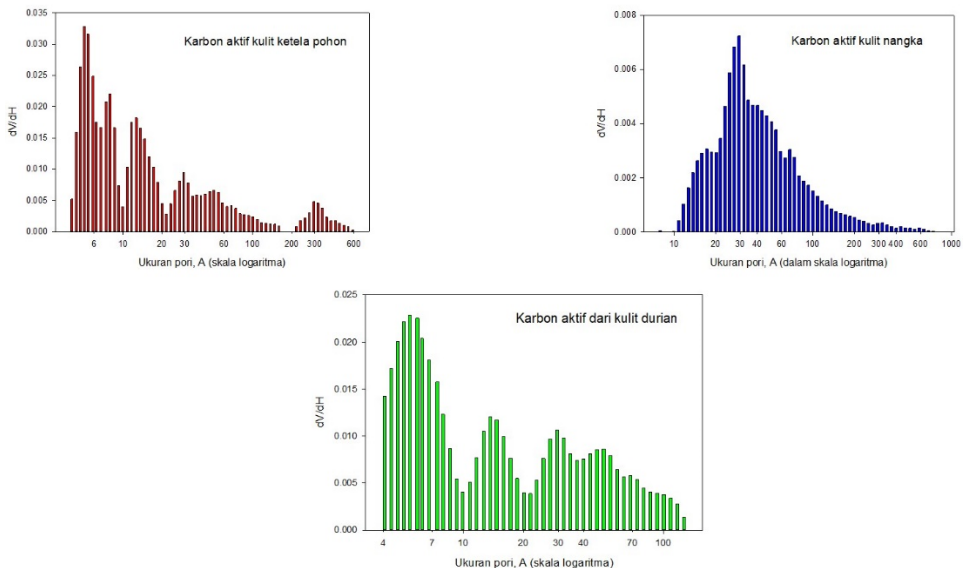 Karbon aktif kulit ketela pohon
dV/dH
0.035
0.030
0.025
0.020
0.015
0.010
0.005
0.000
6 10 20 30 60 100 200 300 600
Ukuran pori, A (skala logaritma)
Karbon aktif kulit nangka
dV/dH
0.008
0.006
0.004
0.002
0.000
10 20 30 40 60 100 200 300 400 600 1000
Ukuran pori, A (dalam skala logaritma)
Karbon aktif dari kulit durian
dV/dH
0.025
0.020
0.015
0.010
0.005
0.000
4 7 10 20 30 40 70 100
Ukuran pori, A (skala logaritma)